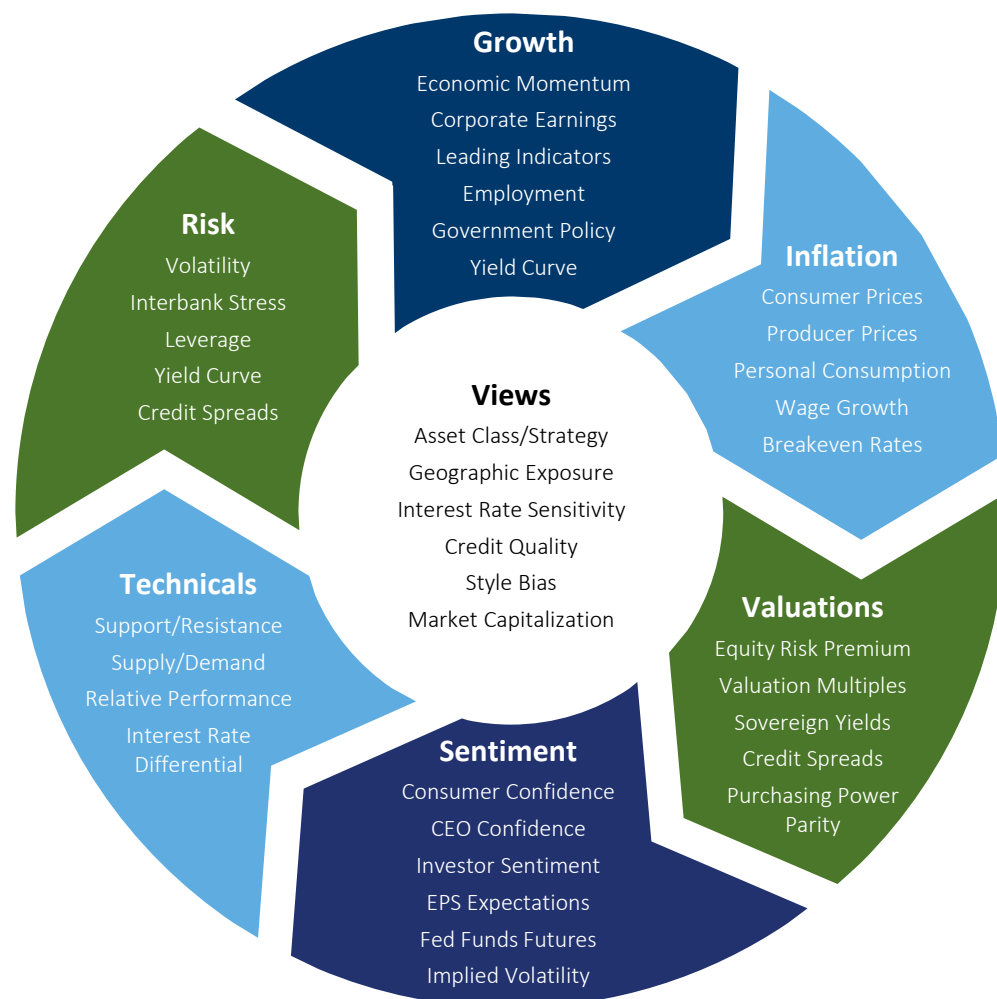 Growth
Economic Momentum
Corporate Earnings
Leading Indicators
Employment
Government Policy
Yield Curve
Inflation
Consumer Prices
Producer Prices
Personal Consumption
Wage Growth
Breakeven Rates
Valuations
Equity Risk Premium
Valuation Multiples
Sovereign Yields
Credit Spreads
Purchasing Power
Parity
Sentiment
Consumer Confidence
CEO Confidence
Investor Sentiment
EPS Expectations
Fed Funds Futures
Implied Volatility
Technicals
Support/Resistance
Supply/Demand
Relative Performance
Interest Rate
Differential
Risk
Volatility
Interbank Stress
Leverage
Yield Curve
Credit Spreads
Views
Asset Class/Strategy
Geographic Exposure
Interest Rate Sensitivity
Credit Quality
Style Bias
Market Capitalization